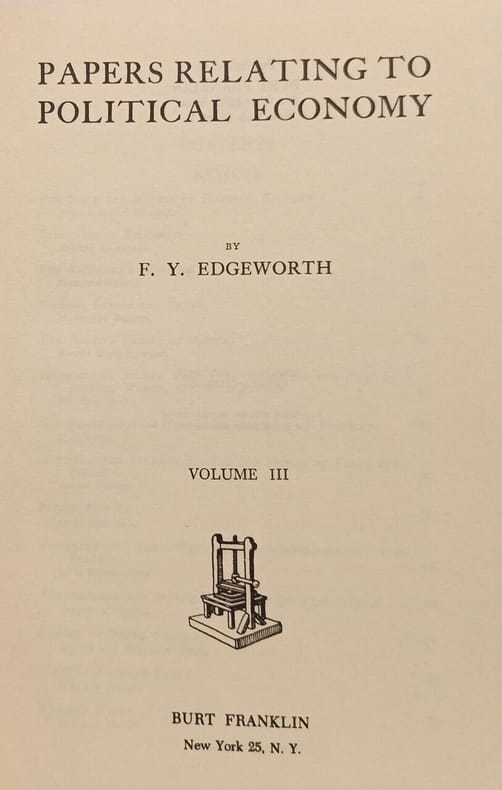 PAPERS RELATING TO
POLITICAL ECONOMY
BY
F. Y. EDGEWORTH
VOLUME III
BURT FRANKLIN
New York 25, N. Y.